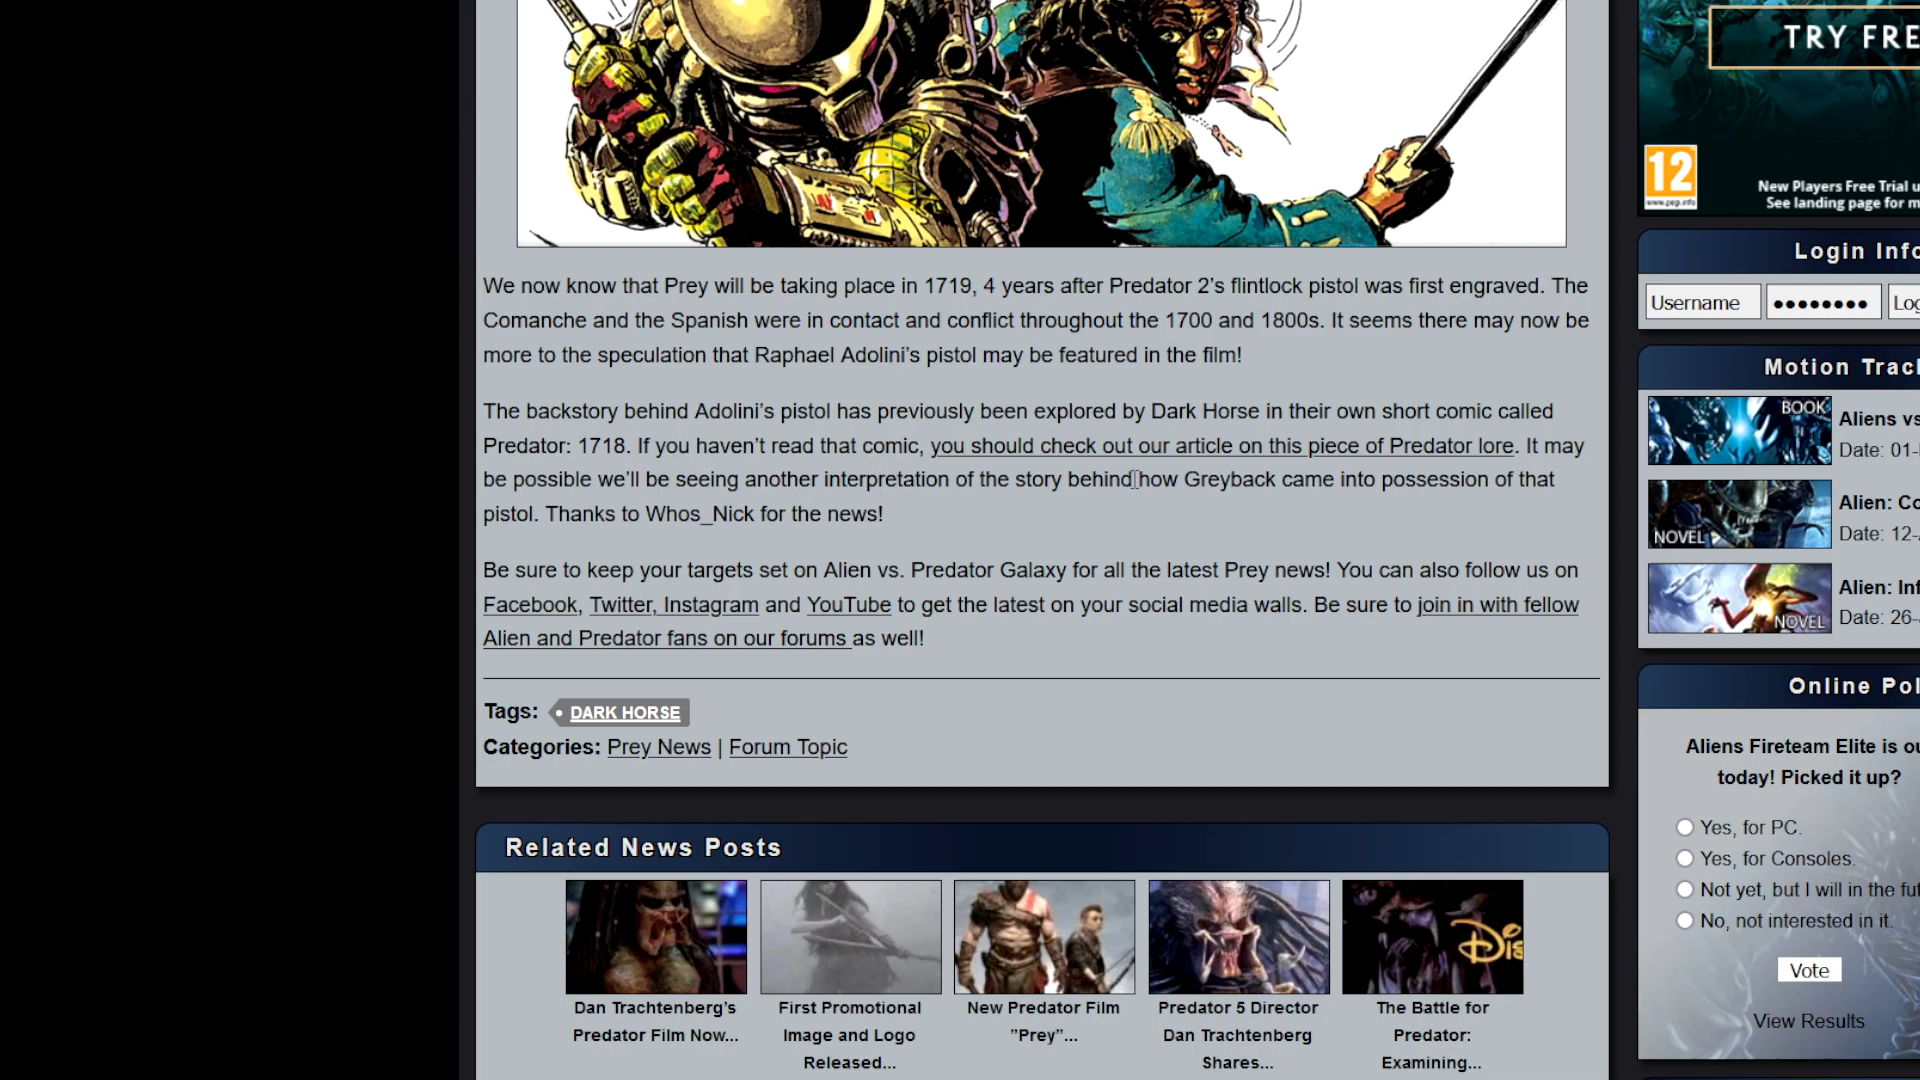 TRY FRE
12
www.pegi.info
New Players Free Trial
See landing page for m
We now know that Prey will be taking place in 1719, 4 years after Predator 2’s flintlock pistol was first engraved. The
Comanche and the Spanish were in contact and conflict throughout the 1700 and 1800s. It seems there may now be
more to the speculation that Raphael Adolini’s pistol may be featured in the film!
The backstory behind Adolini’s pistol has previously been explored by Dark Horse in their own short comic called
Predator: 1718. If you haven’t read that comic, you should check out our article on this piece of Predator lore. It may
be possible we’ll be seeing another interpretation of the story behind how Greyback came into possession of that
pistol. Thanks to Whos_Nick for the news!
Be sure to keep your targets set on Alien vs. Predator Galaxy for all the latest Prey news! You can also follow us on
Facebook, Twitter, Instagram and YouTube to get the latest on your social media walls. Be sure to join in with fellow
Alien and Predator fans on our forums as well!
Tags: DARK HORSE
Categories: Prey News | Forum Topic
Related News Posts
Dan Trachtenberg’s
Predator Film Now...
First Promotional
Image and Logo
Released...
New Predator Film
”Prey”...
Predator 5 Director
Dan Trachtenberg
Shares...
Dis
The Battle for
Predator:
Examining...
Login Info
Username
Log
Motion Track
BOOK
Aliens vs
Date: 01-
NOVEL
Alien: Co
Date: 12-
NOVEL
Alien: Inf
Date: 26-
Online Pol
Aliens Fireteam Elite is ou
today! Picked it up?
Yes, for PC.
Yes, for Consoles.
Not yet, but I will in the fut
No, not interested in it.
Vote
View Results